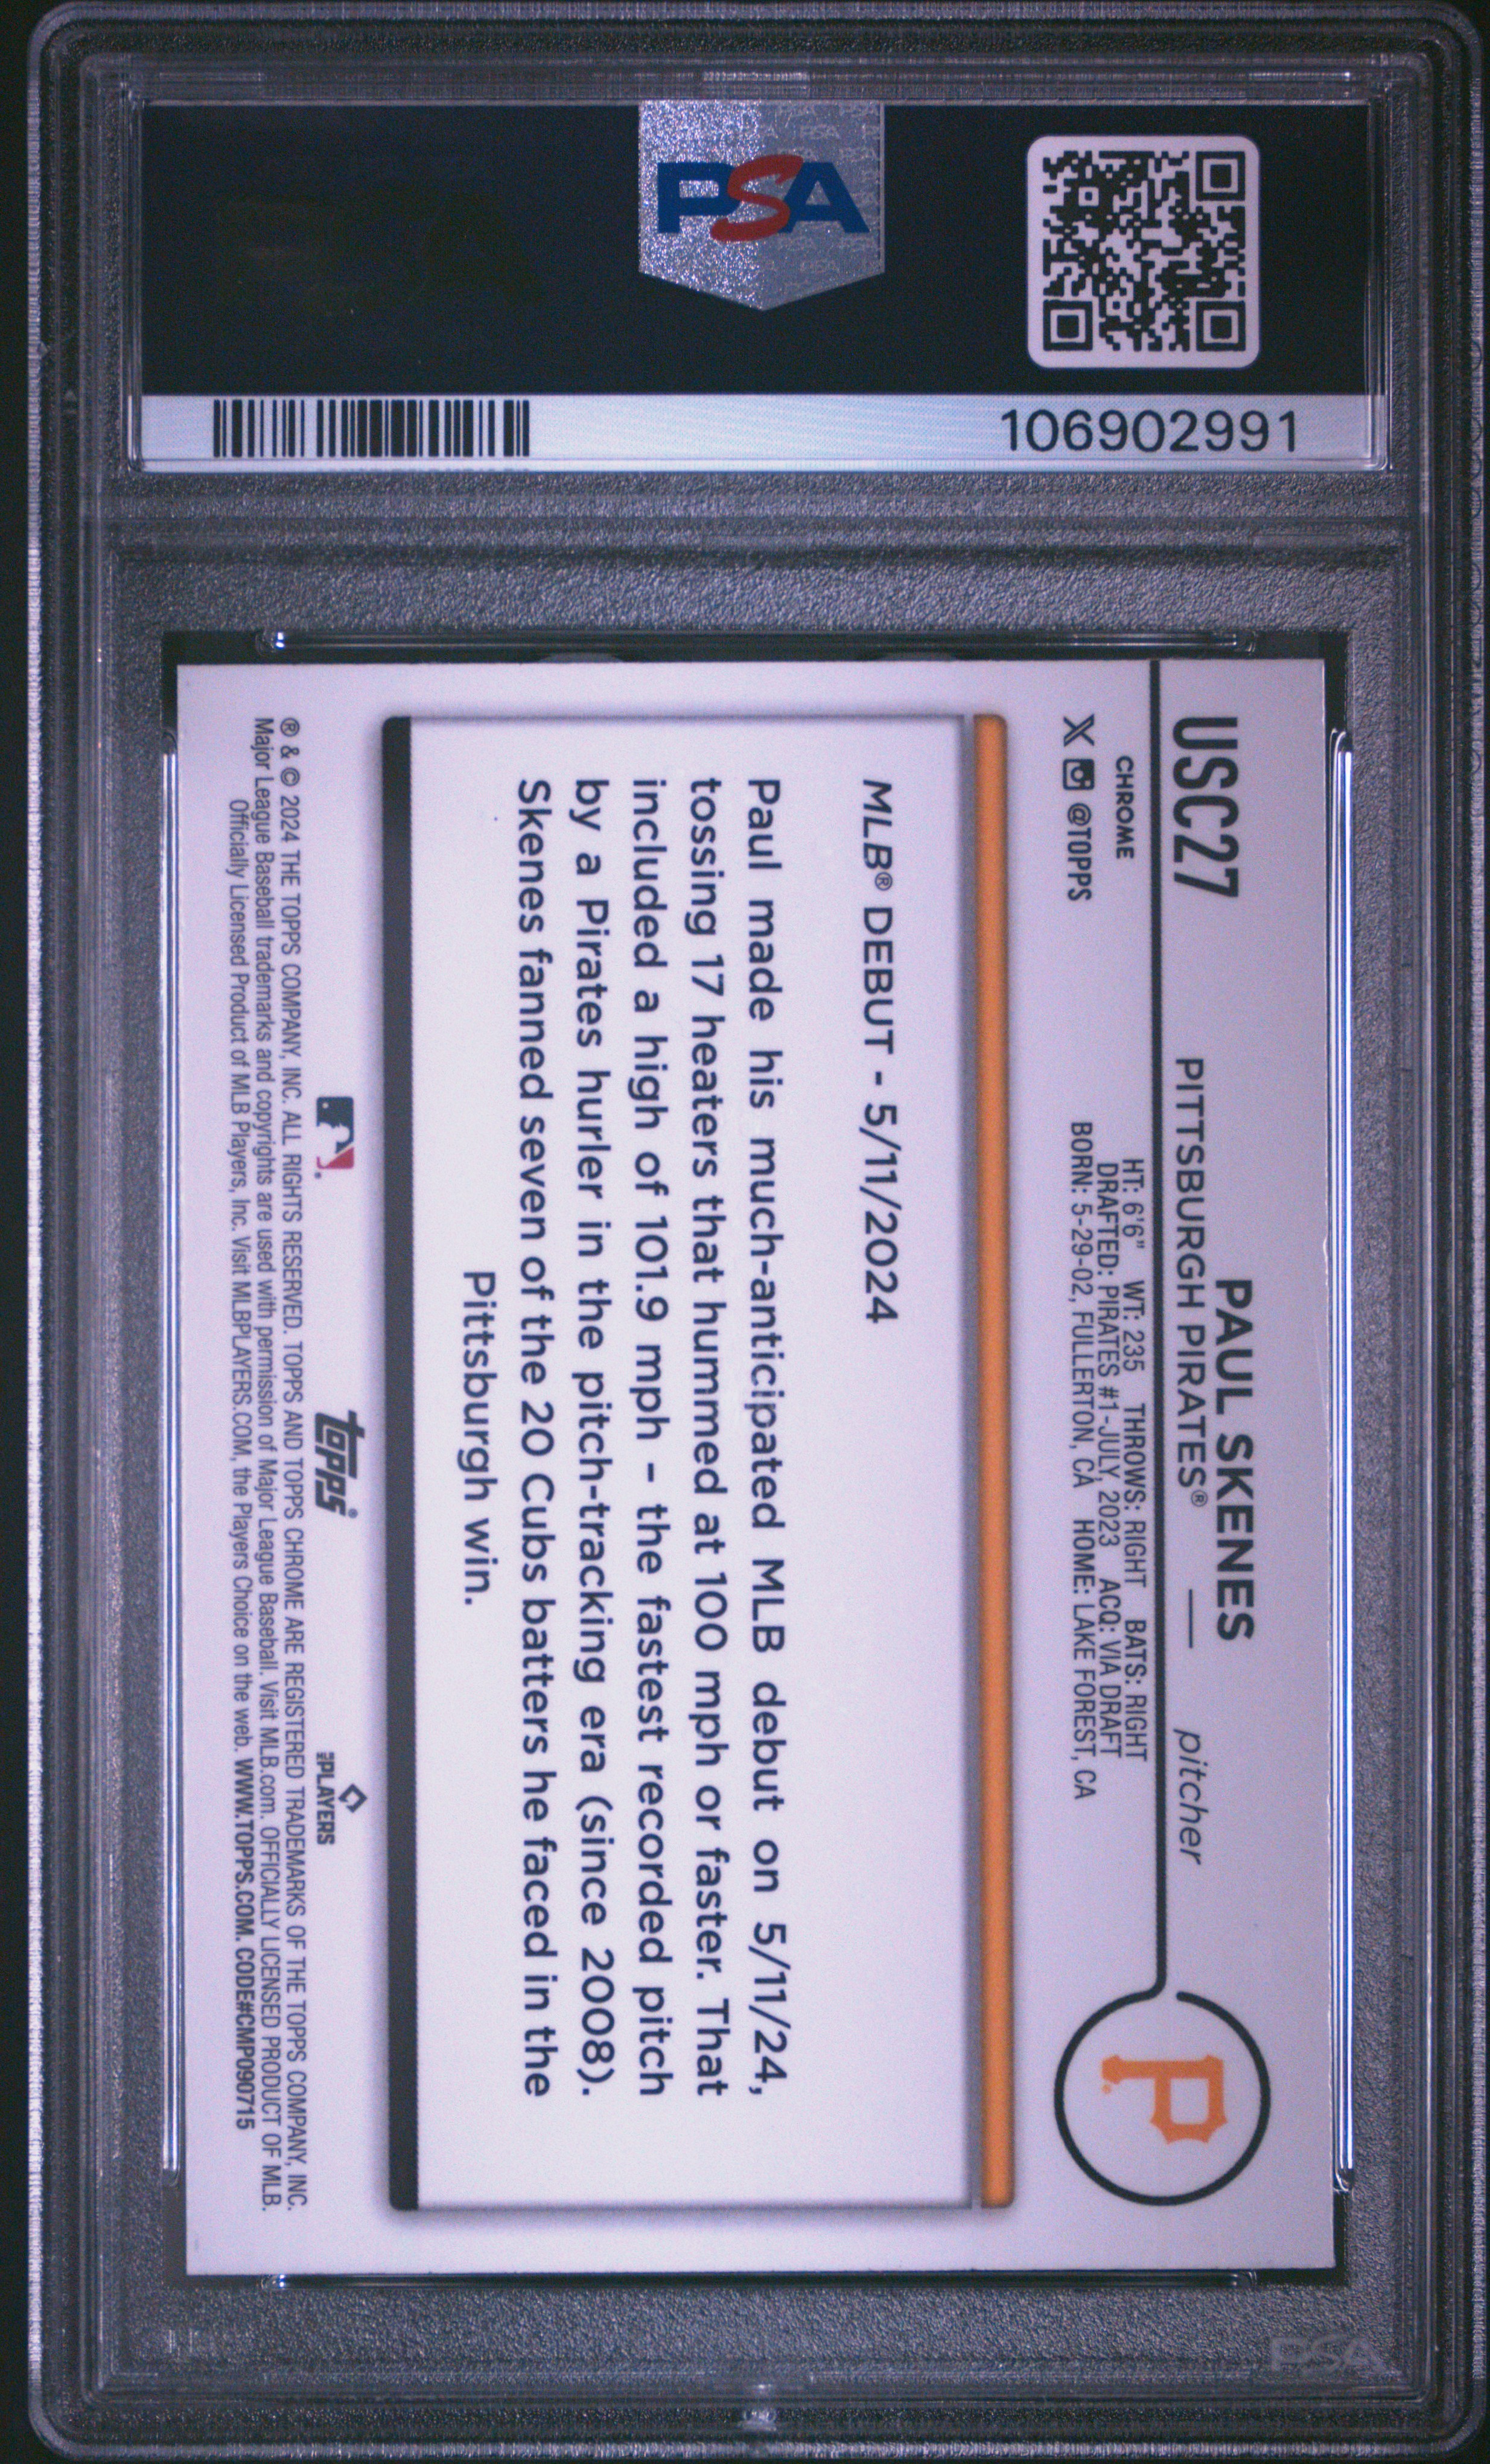 PSA
106902991
USC27
PAUL SKENES
PITTSBURGH PIRATES® — pitcher
CHROME
X @TOPPS
HT: 6'6" WT: 235 THROWS: RIGHT BATS: RIGHT
DRAFTED: PIRATES #1-JULY, 2023 ACQ: VIA DRAFT
BORN: 5-29-02, FULLERTON, CA HOME: LAKE FOREST, CA
P
MLB® DEBUT - 5/11/2024
Paul made his much-anticipated MLB debut on 5/11/24,
tossing 17 heaters that hummed at 100 mph or faster. That
included a high of 101.9 mph – the fastest recorded pitch
by a Pirates hurler in the pitch-tracking era (since 2008).
Skenes fanned seven of the 20 Cubs batters he faced in the
Pittsburgh win.
topps®
PLAYERS
® & © 2024 THE TOPPS COMPANY, INC. ALL RIGHTS RESERVED. TOPPS AND TOPPS CHROME ARE REGISTERED TRADEMARKS OF THE TOPPS COMPANY, INC.
Major League Baseball trademarks and copyrights are used with permission of Major League Baseball. Visit MLB.com. OFFICIALLY LICENSED PRODUCT OF MLB.
Officially Licensed Product of MLB Players, Inc. Visit MLBPLAYERS.COM, the Players Choice on the web. WWW.TOPPS.COM. CODE#CMP090715
PSA